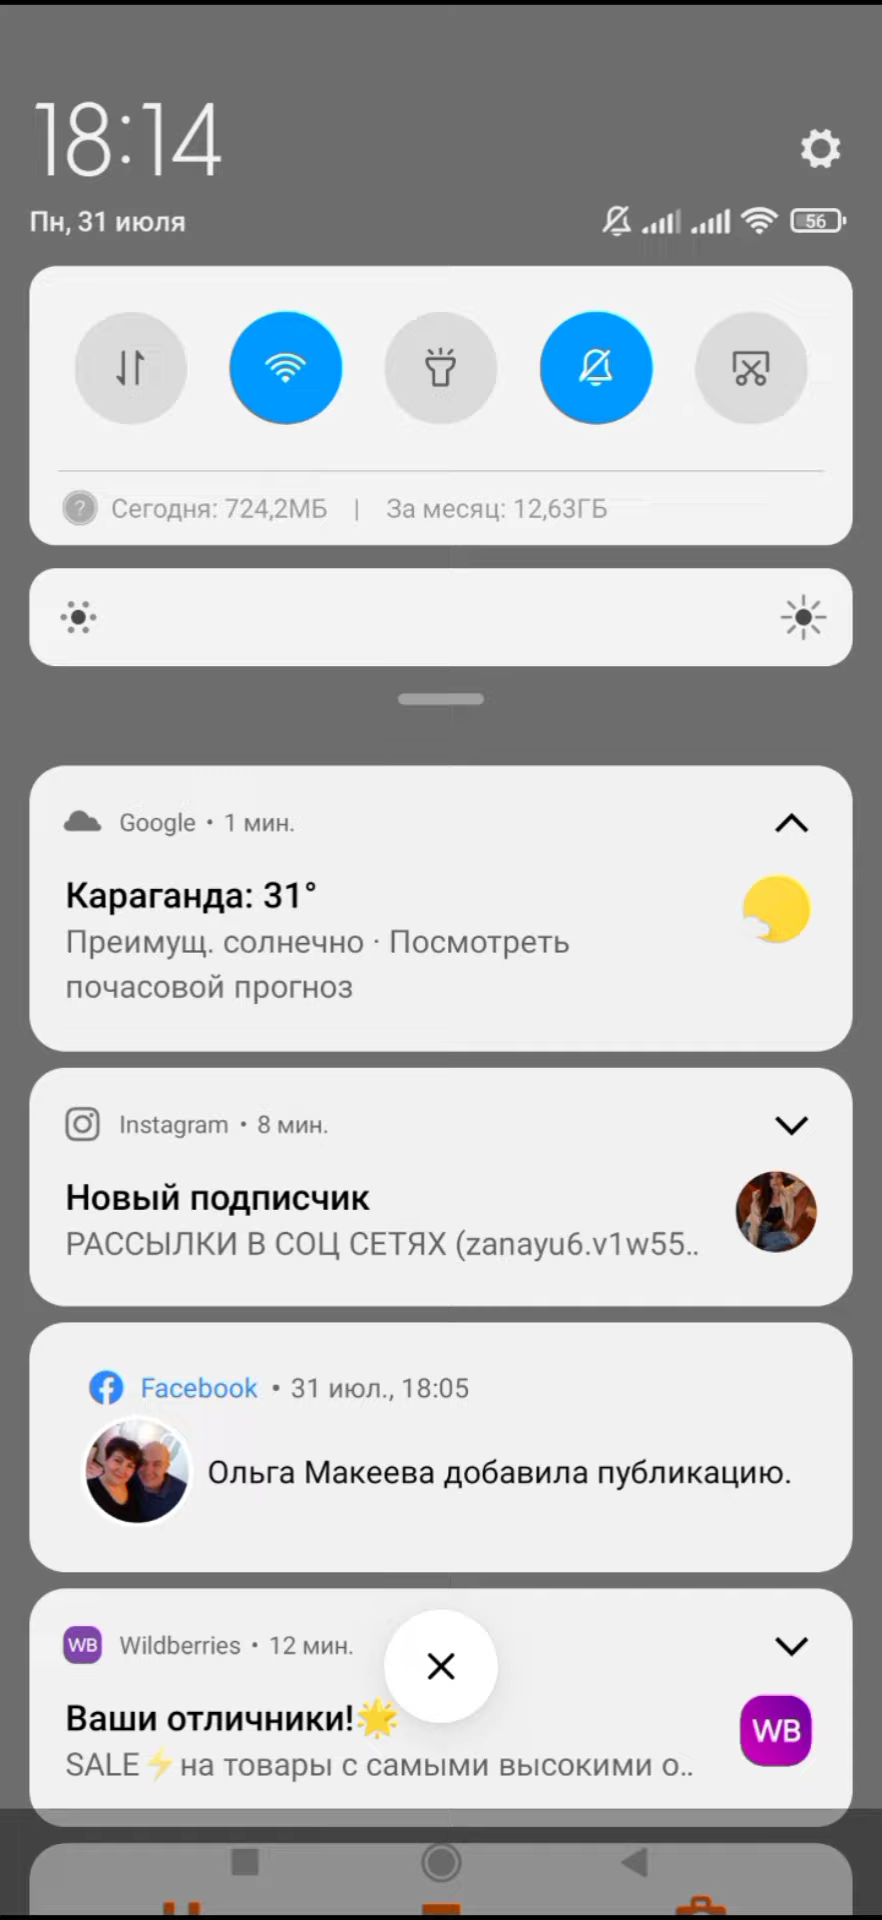 18:14
Пн, 31 июля
56
? Сегодня: 724,2МБ | За месяц: 12,63ГБ
Google • 1 мин.
Караганда: 31°
Преимущ. солнечно · Посмотреть
почасовой прогноз
Instagram • 8 мин.
Новый подписчик
РАССЫЛКИ В СОЦ СЕТЯХ (zanayu6.v1w55..
Facebook • 31 июл., 18:05
Ольга Макеева добавила публикацию.
WB Wildberries • 12 мин.
Ваши отличники!🌟
WB
SALE⚡на товары с самыми высокими о..